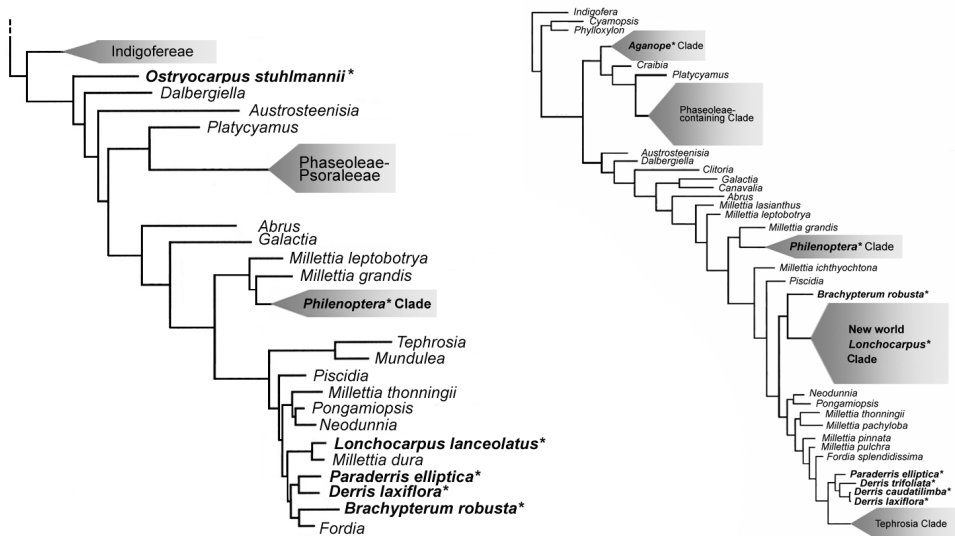 Indigofereae
Ostryocarpus stuhlmannii*
Dalbergiella
Austrosteenisia
Platycyamus
Phaseoleae-
Psoraleeae
Abrus
Galactia
Millettia leptobotrya
Millettia grandis
Philenoptera* Clade
Tephrosia
Mundulea
Piscidia
Millettia thonningii
Pongamiopsis
Neodunnia
Lonchocarpus lanceolatus*
Millettia dura
Paraderris elliptica*
Derris laxiflora*
Brachypterum robusta*
Fordia
Indigofera
Cyamopsis
Phylloxylon
Aganope* Clade
Craibia
Platycyamus
Phaseoleae-
containing Clade
Austrosteenisia
Dalbergiella
Clitoria
Galactia
Canavalia
Abrus
Millettia lasianthus
Millettia leptobotrya
Millettia grandis
Philenoptera* Clade
Millettia ichthyochtona
Piscidia
Brachypterum robusta*
New world
Lonchocarpus*
Clade
Neodunnia
Pongamiopsis
Millettia thonningii
Millettia pachyloba
Millettia pinnata
Millettia pulchra
Fordia splendidissima
Paraderris elliptica*
Derris trifoliata*
Derris caudatilimba*
Derris laxiflora*
Tephrosia Clade